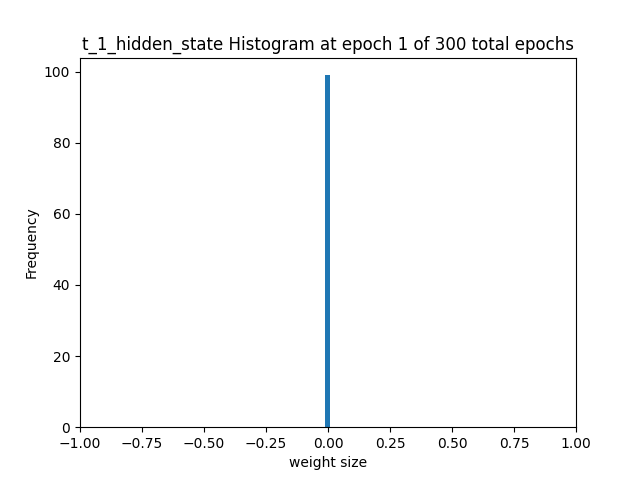 t_1_hidden_state Histogram at epoch 1 of 300 total epochs
100
80
60
40
20
0
Frequency
−1.00 −0.75 −0.50 −0.25 0.00 0.25 0.50 0.75 1.00
weight size